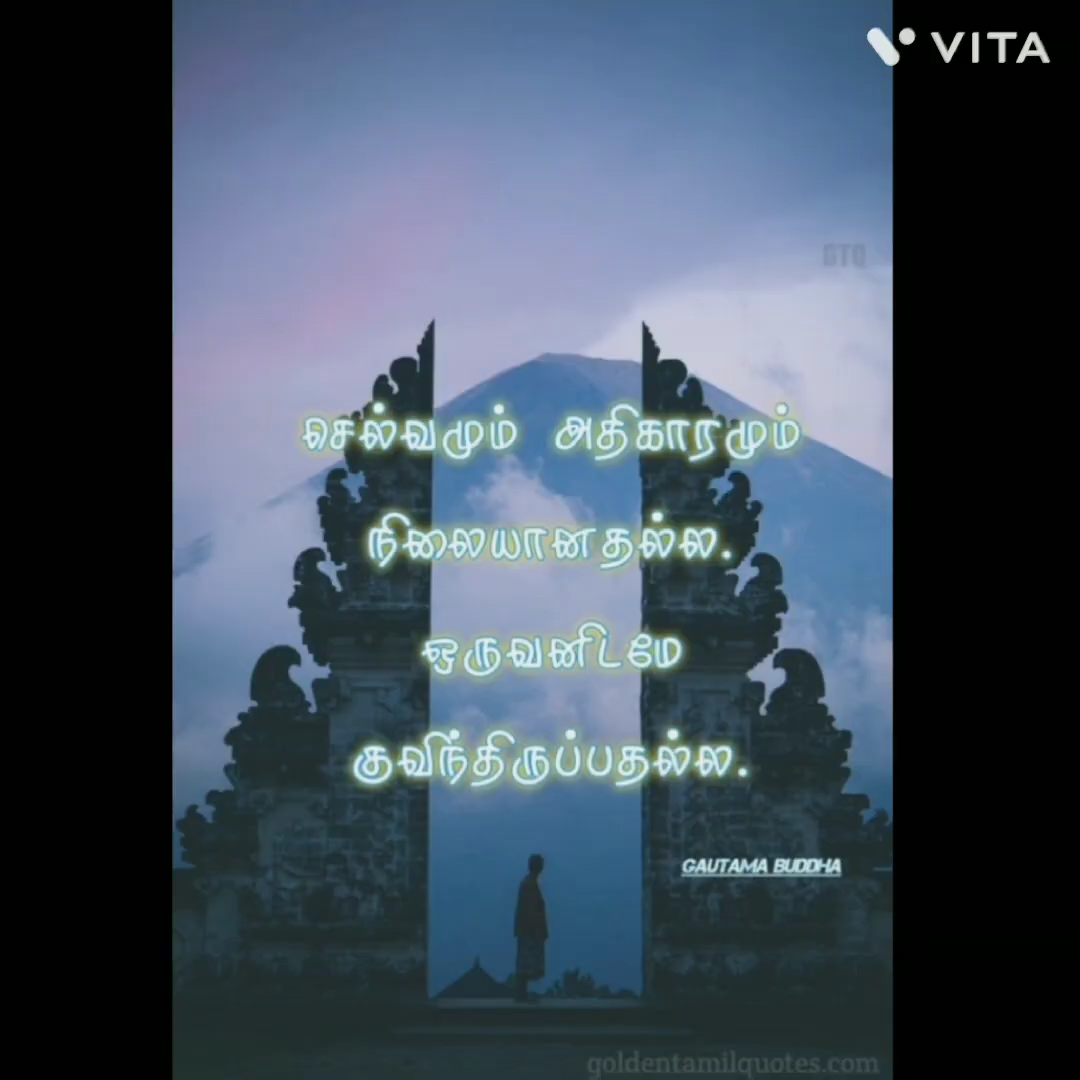 VITA
GTQ
செல்வமும் அதிகாரமும்
நிலையானதல்ல.
ஒருவனிடமே
குவிந்திருப்பதல்ல.
GAUTAMA BUDDHA
goldentamilquotes.com